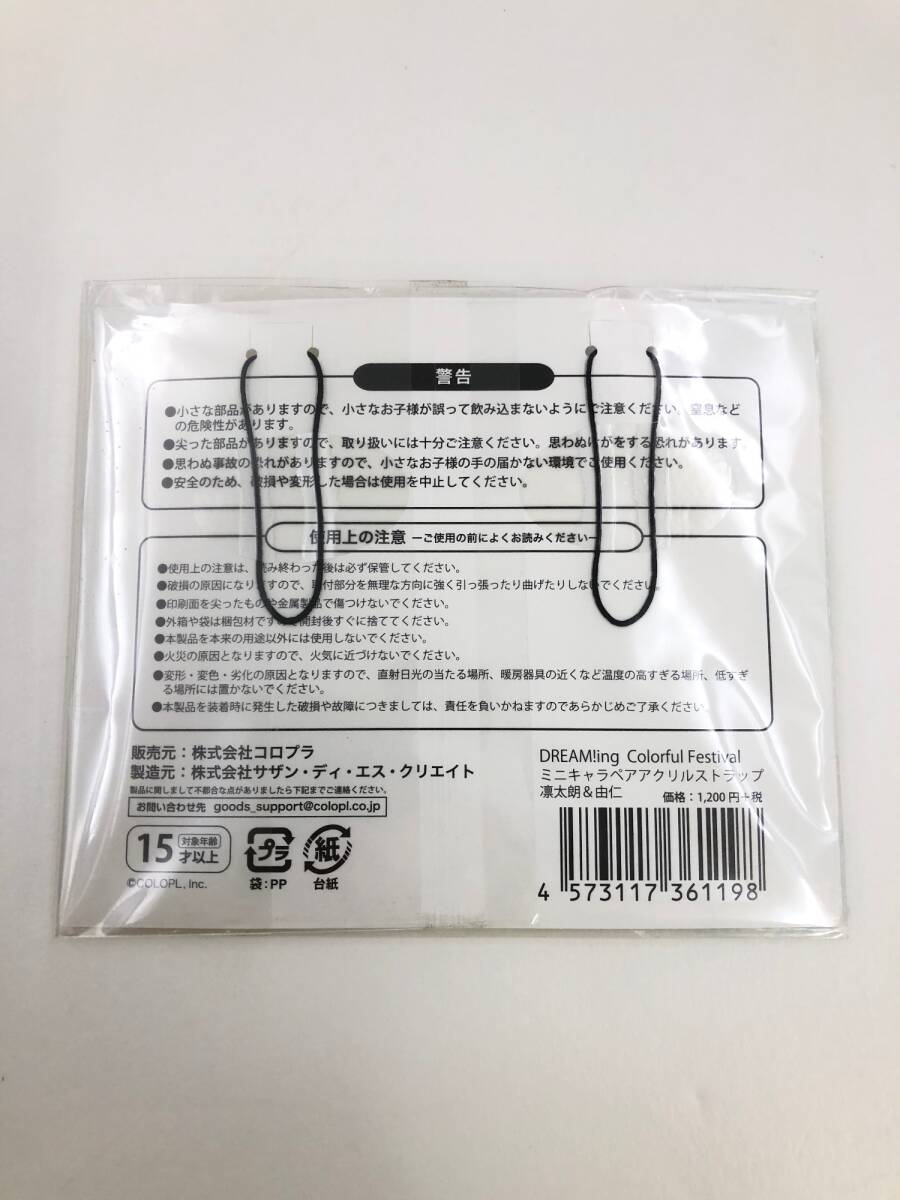 警告
●小さな部品がありますので、小さなお子様が誤って飲み込まないようにご注意ください。窒息など
の危険性があります。
●尖った部品がありますので、取り扱いには十分ご注意ください。思わぬけがをする恐れがあります。
●思わぬ事故の恐れがありますので、小さなお子様の手の届かない環境でご使用ください。
●安全のため、破損や変形した場合は使用を中止してください。
使用上の注意 ーご使用の前によくお読みくださいー
●使用上の注意は、読み終わった後は必ず保管してください。
●破損の原因になりますので、取付部分を無理な方向に強く引っ張ったり曲げたりしないでください。
●印刷面を尖ったものや金属製品で傷つけないでください。
●外箱や袋は梱包材ですので開封後すぐに捨ててください。
●本製品を本来の用途以外には使用しないでください。
●火災の原因となりますので、火気に近づけないでください。
●変形・変色・劣化の原因となりますので、直射日光の当たる場所、暖房器具の近くなど温度の高すぎる場所、低すぎ
る場所には置かないでください。
●本製品を装着時に発生した破損や故障につきましては、責任を負いかねますのであらかじめご了承ください。
販売元：株式会社コロプラ
製造元：株式会社サザン・ディ・エス・クリエイト
製品に関しまして不都合な点がありましたら下記までご連絡ください。
お問い合わせ先 goods_support@colopl.co.jp
15 対象年齢 才以上
プラ
袋：PP
紙
台紙
©COLOPL, Inc.
DREAM!ing Colorful Festival
ミニキャラペアアクリルストラップ
凛太朗＆由仁
価格：1,200円+税
4 573117 361198